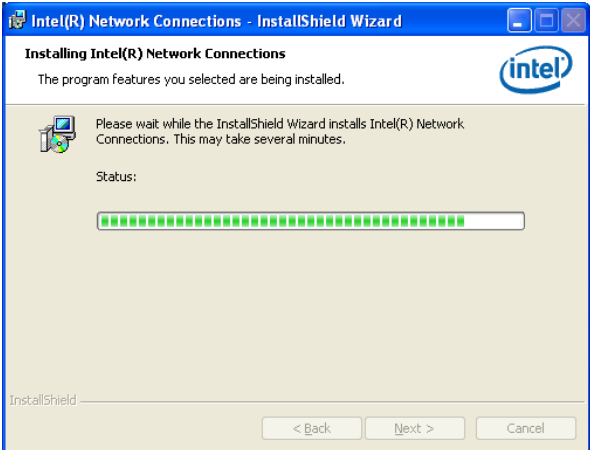 Intel(R) Network Connections - InstallShield Wizard
Installing Intel(R) Network Connections
The program features you selected are being installed.
intel
Please wait while the InstallShield Wizard installs Intel(R) Network
Connections. This may take several minutes.
Status:
InstallShield
< Back
Next >
Cancel